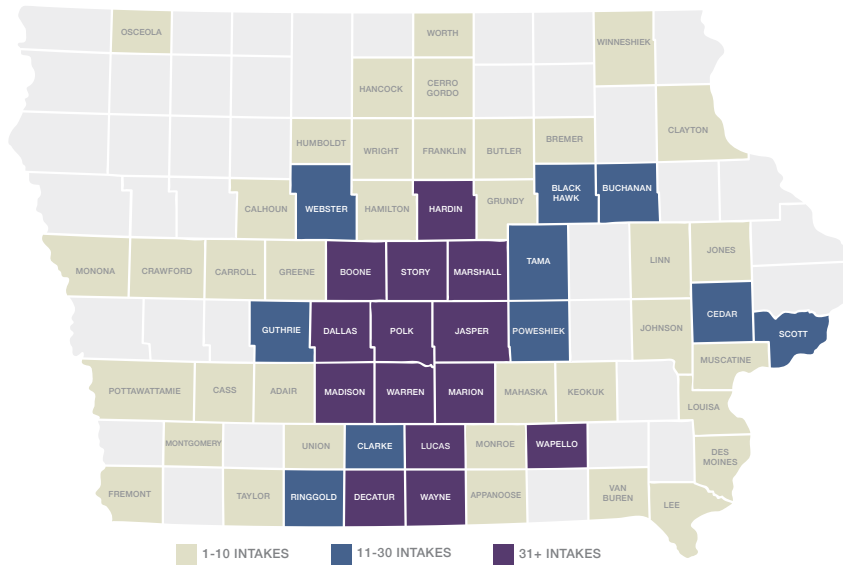 OSCEOLA
WORTH
WINNESHIEK
HANCOCK
CERRO
GORDO
CLAYTON
HUMBOLDT
WRIGHT
FRANKLIN
BUTLER
BREMER
CALHOUN
WEBSTER
HAMILTON
HARDIN
GRUNDY
BLACK
HAWK
BUCHANAN
MONONA
CRAWFORD
CARROLL
GREENE
BOONE
STORY
MARSHALL
TAMA
LINN
JONES
GUTHRIE
DALLAS
POLK
JASPER
POWESHIEK
JOHNSON
CEDAR
SCOTT
MUSCATINE
POTTAWATTAMIE
CASS
ADAIR
MADISON
WARREN
MARION
MAHASKA
KEOKUK
LOUISA
MONTGOMERY
UNION
CLARKE
LUCAS
MONROE
WAPELLO
DES
MOINES
FREMONT
TAYLOR
RINGGOLD
DECATUR
WAYNE
APPANOOSE
VAN
BUREN
LEE
1-10 INTAKES
11-30 INTAKES
31+ INTAKES